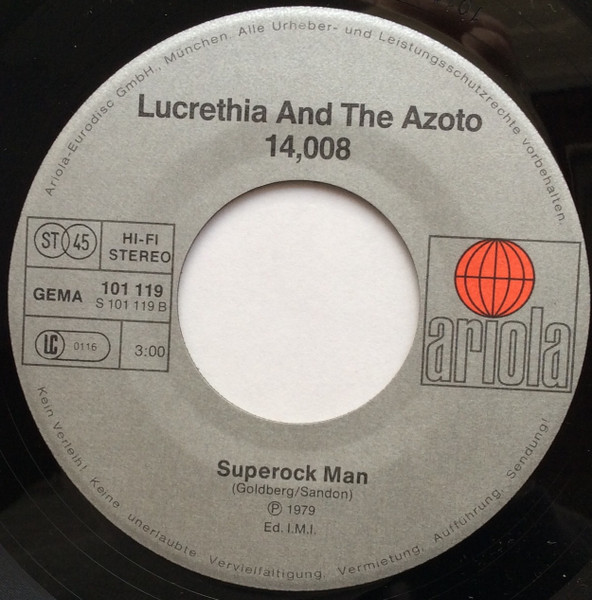 Ariola-Eurodisc GmbH., München. Alle Urheber- und Leistungsschutzrechte vorbehalten.
Lucrethia And The Azoto
14,008
ST 45
HI-FI
STEREO
GEMA
101 119
S 101 119 B
LC 0116
3:00
ariola
Superock Man
(Goldberg/Sandon)
Ⓟ 1979
Ed. I.M.I.
Kein Verleih! Keine unerlaubte Vervielfältigung, Vermietung, Aufführung, Sendung!